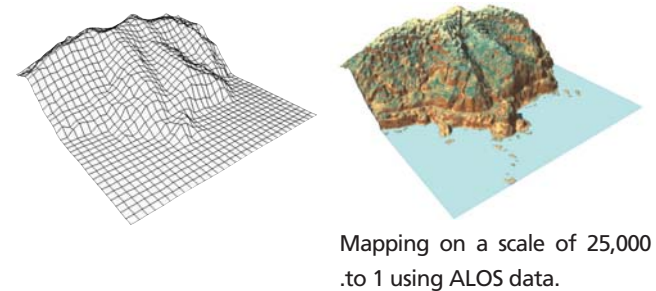 Mapping on a scale of 25,000
.to 1 using ALOS data.